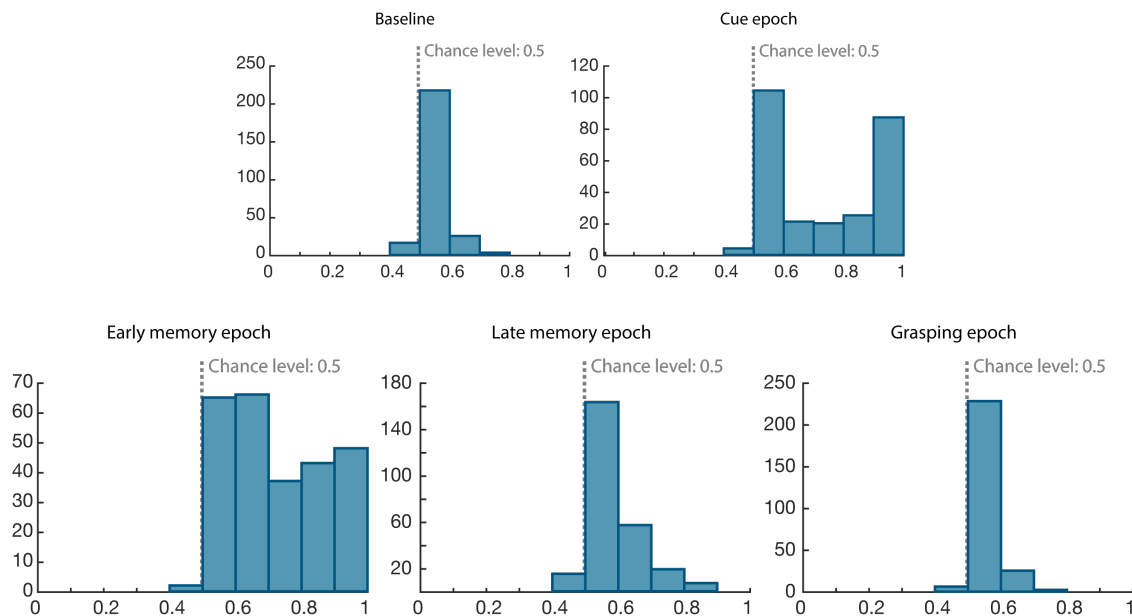 Baseline
Chance level: 0.5
250
200
150
100
50
0
0 0.2 0.4 0.6 0.8 1
Cue epoch
Chance level: 0.5
120
100
80
60
40
20
0
0 0.2 0.4 0.6 0.8 1
Early memory epoch
Chance level: 0.5
70
60
50
40
30
20
10
0
0 0.2 0.4 0.6 0.8 1
Late memory epoch
Chance level: 0.5
180
140
100
60
20
0 0.2 0.4 0.6 0.8 1
Grasping epoch
Chance level: 0.5
250
200
150
100
50
0
0 0.2 0.4 0.6 0.8 1